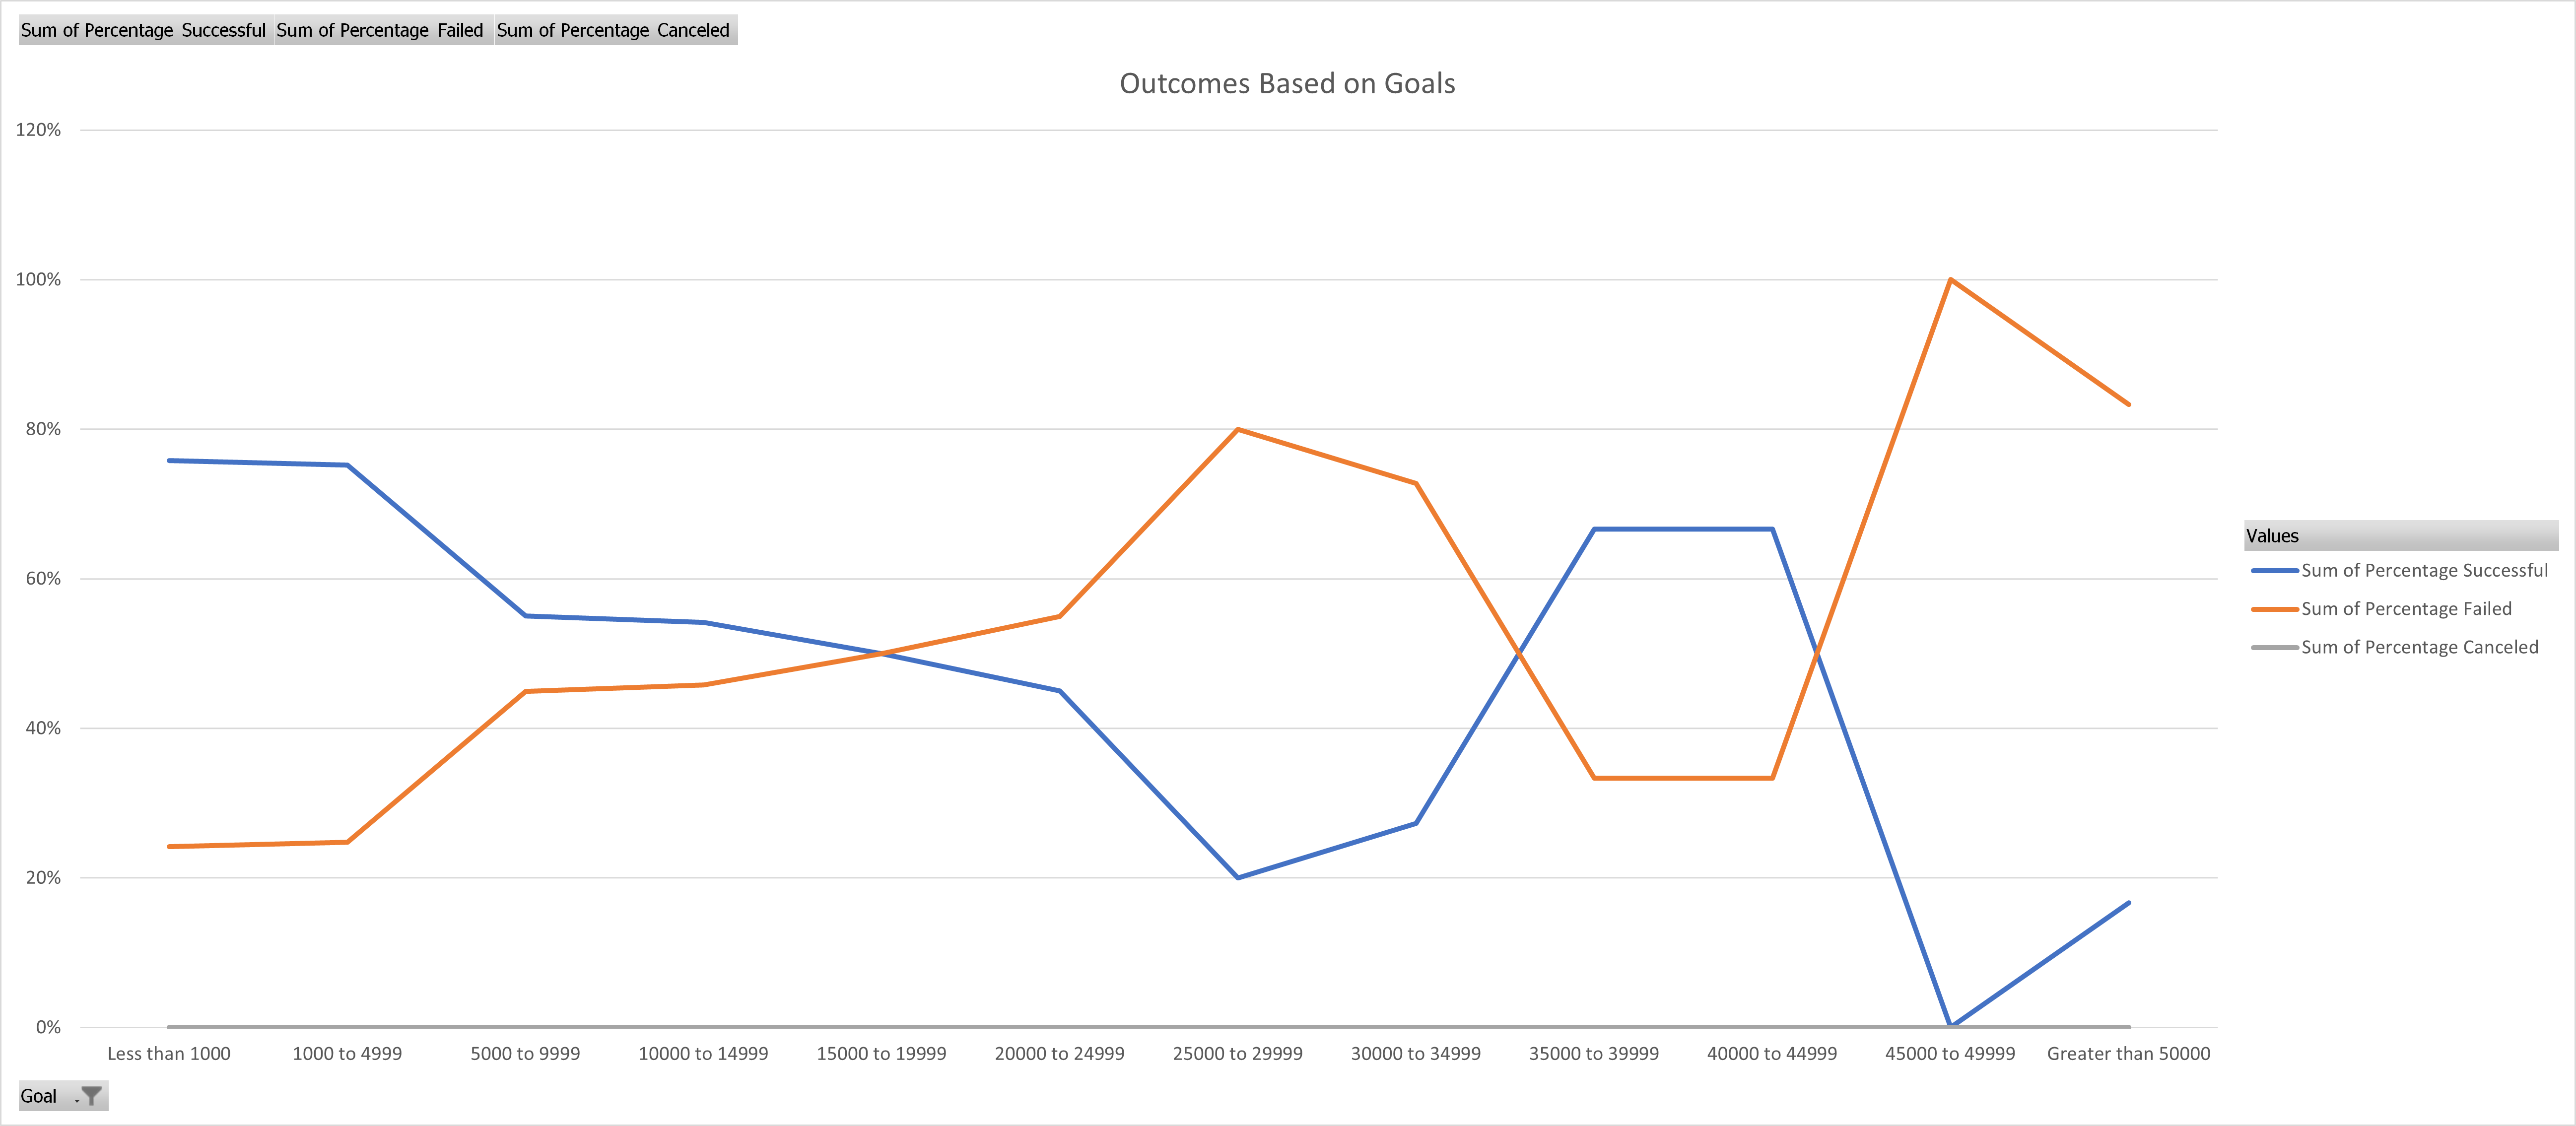 Sum of Percentage Successful Sum of Percentage Failed Sum of Percentage Canceled
Outcomes Based on Goals
120%
100%
80%
60%
40%
20%
0%
Less than 1000 1000 to 4999 5000 to 9999 10000 to 14999 15000 to 19999 20000 to 24999 25000 to 29999 30000 to 34999 35000 to 39999 40000 to 44999 45000 to 49999 Greater than 50000
Values
Sum of Percentage Successful
Sum of Percentage Failed
Sum of Percentage Canceled
Goal